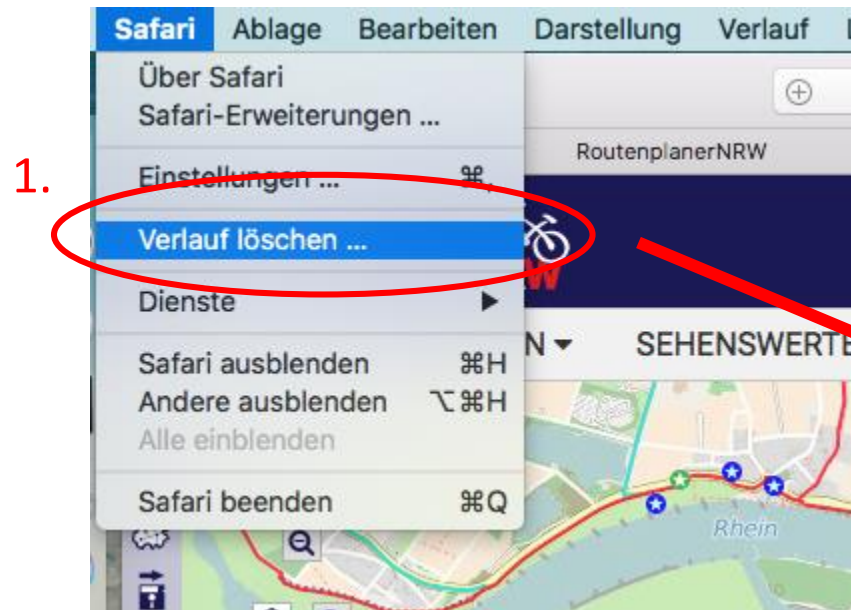 Safari Ablage Bearbeiten Darstellung Verlauf
Über Safari
Safari-Erweiterungen ...
RoutenplanerNRW
1.
Einstellungen ... ⌘,
Verlauf löschen ...
Dienste ▶
SEHENSWERTE
Safari ausblenden ⌘H
Andere ausblenden ⌥⌘H
Alle einblenden
Safari beenden ⌘Q
Rhein